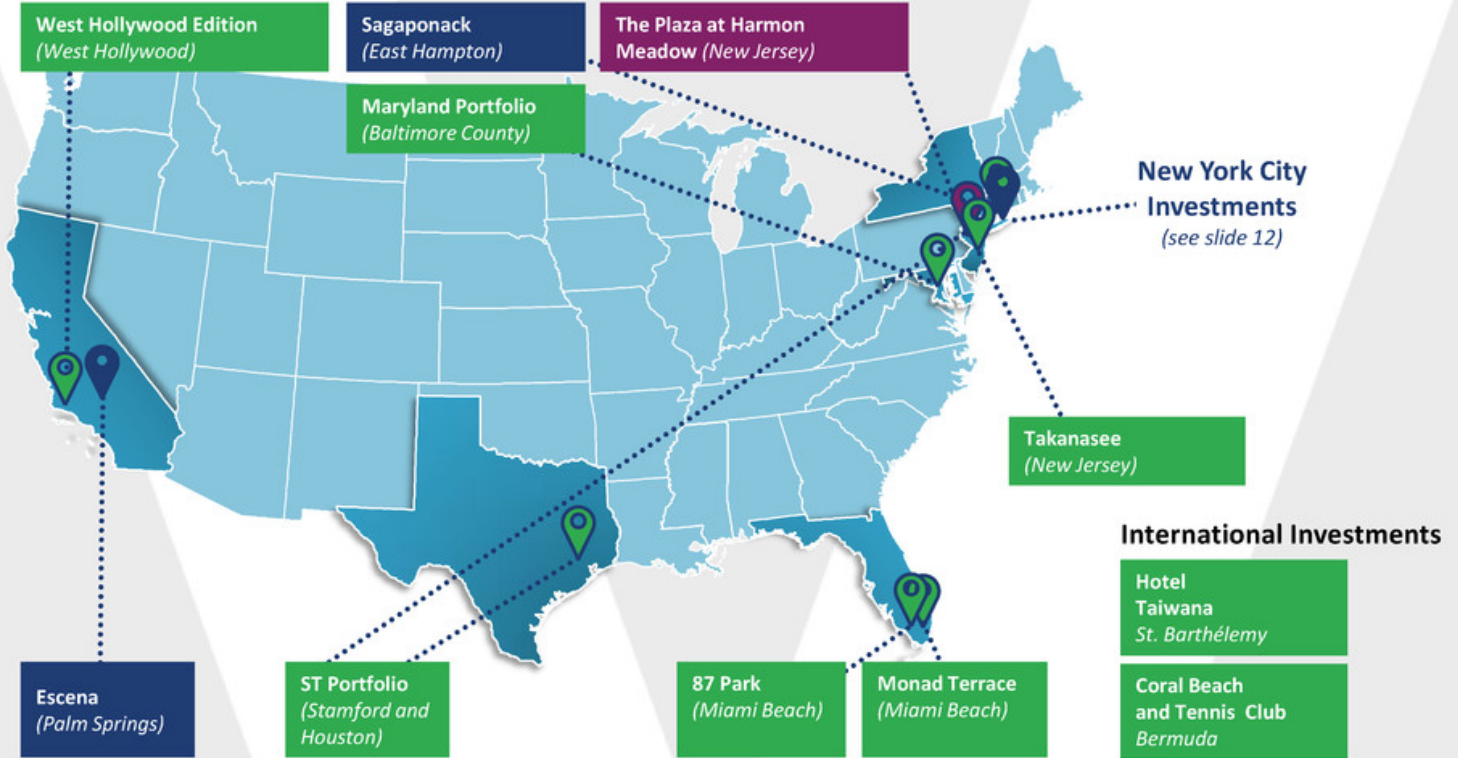 West Hollywood Edition
(West Hollywood)
Sagaponack
(East Hampton)
The Plaza at Harmon
Meadow (New Jersey)
Maryland Portfolio
(Baltimore County)
New York City
Investments
(see slide 12)
Takanasee
(New Jersey)
International Investments
Hotel
Taiwana
St. Barthélemy
Coral Beach
and Tennis Club
Bermuda
Escena
(Palm Springs)
ST Portfolio
(Stamford and
Houston)
87 Park
(Miami Beach)
Monad Terrace
(Miami Beach)